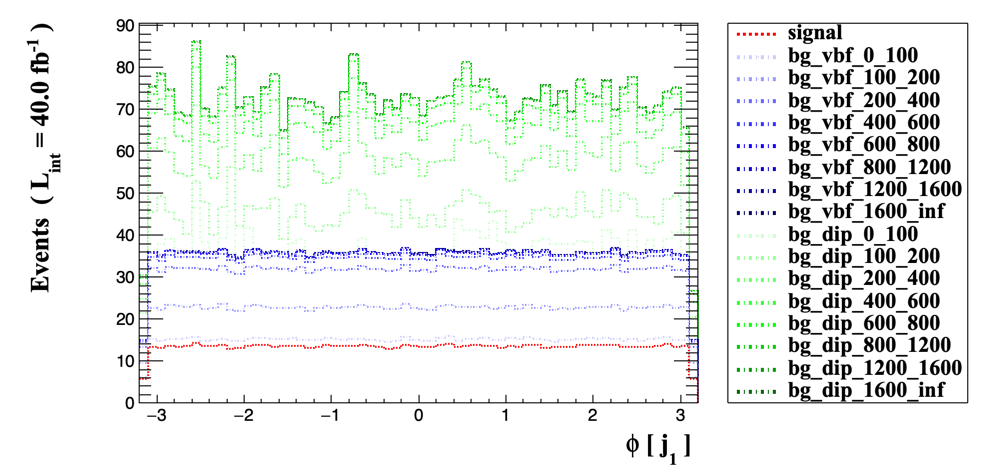 Events ( L_int = 40.0 fb⁻¹ )
90
80
70
60
50
40
30
20
10
0
−3
−2
−1
0
1
2
3
ϕ [ j_1 ]
signal
bg_vbf_0_100
bg_vbf_100_200
bg_vbf_200_400
bg_vbf_400_600
bg_vbf_600_800
bg_vbf_800_1200
bg_vbf_1200_1600
bg_vbf_1600_inf
bg_dip_0_100
bg_dip_100_200
bg_dip_200_400
bg_dip_400_600
bg_dip_600_800
bg_dip_800_1200
bg_dip_1200_1600
bg_dip_1600_inf